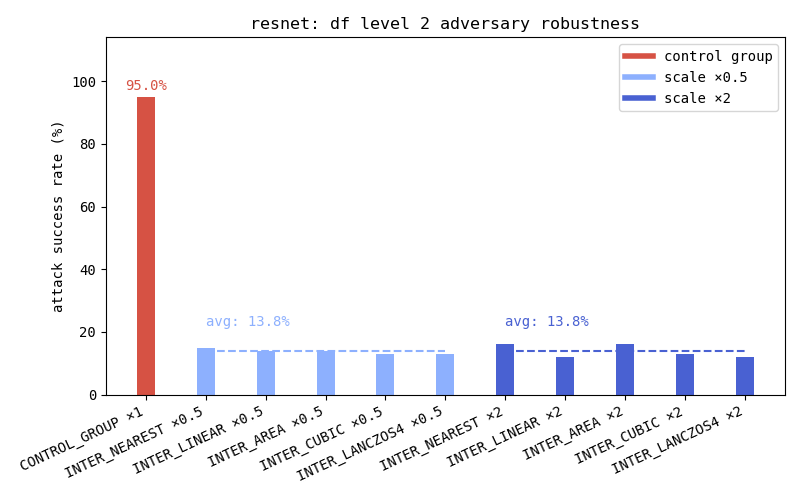 resnet: df level 2 adversary robustness
control group
scale ×0.5
scale ×2
attack success rate (%)
100
80
60
40
20
0
95.0%
avg: 13.8%
avg: 13.8%
CONTROL_GROUP ×1
INTER_NEAREST ×0.5
INTER_LINEAR ×0.5
INTER_AREA ×0.5
INTER_CUBIC ×0.5
INTER_LANCZOS4 ×0.5
INTER_NEAREST ×2
INTER_LINEAR ×2
INTER_AREA ×2
INTER_CUBIC ×2
INTER_LANCZOS4 ×2